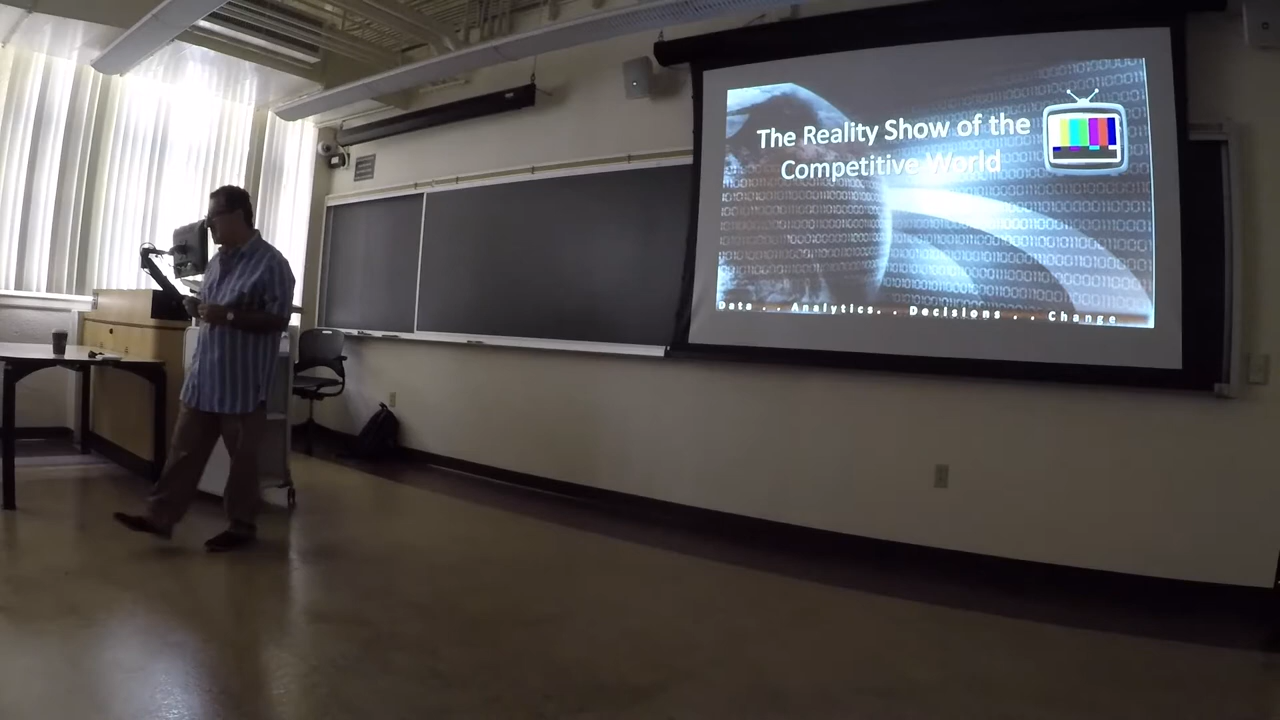 The Reality Show of the
Competitive World
Data . . Analytics. . Decisions . . Change